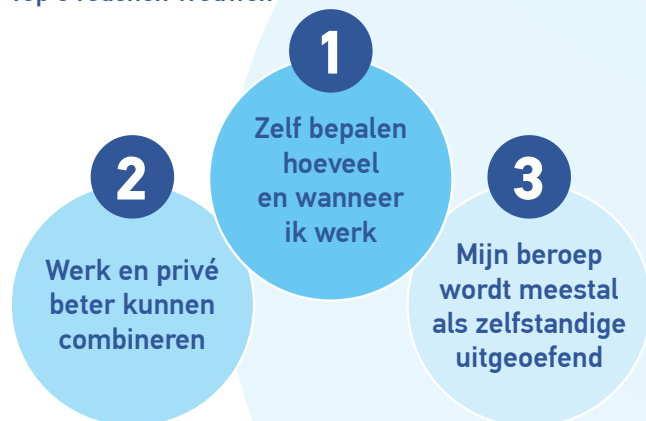 1
Zelf bepalen
hoeveel
en wanneer
ik werk
2
Werk en privé
beter kunnen
combineren
3
Mijn beroep
wordt meestal
als zelfstandige
uitgeoefend